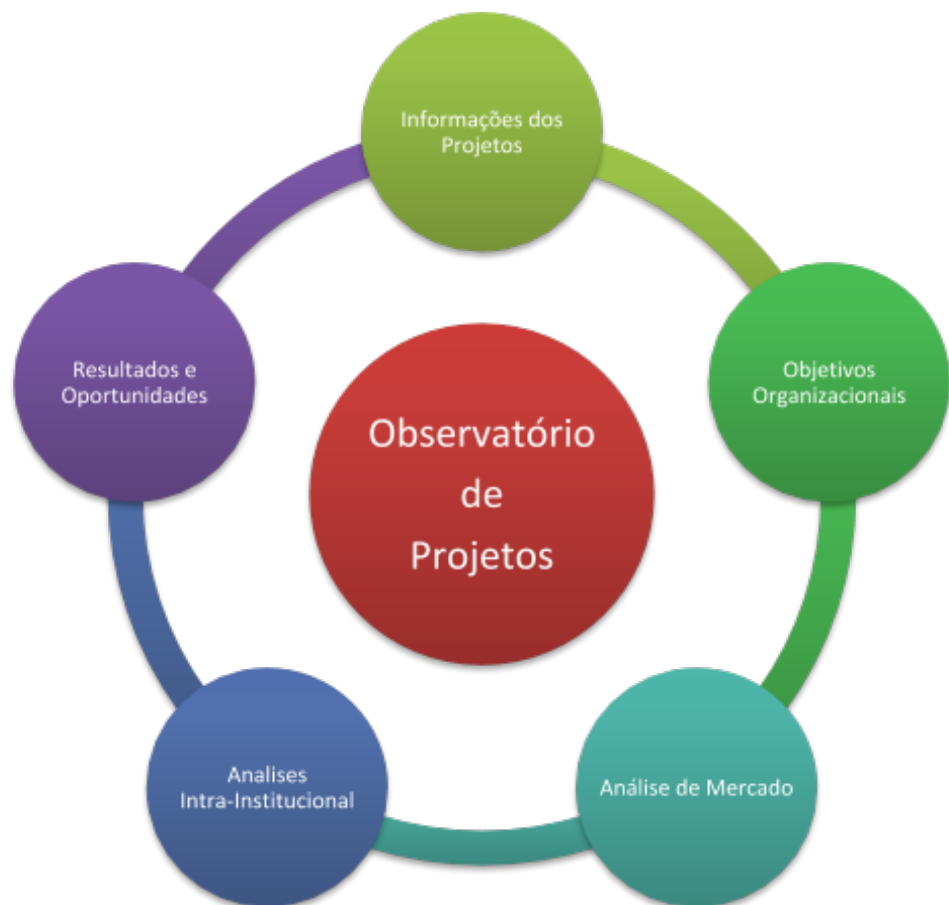 Informações dos
Projetos
Resultados e
Oportunidades
Objetivos
Organizacionais
Observatório
de
Projetos
Analises
Intra-Institucional
Análise de Mercado